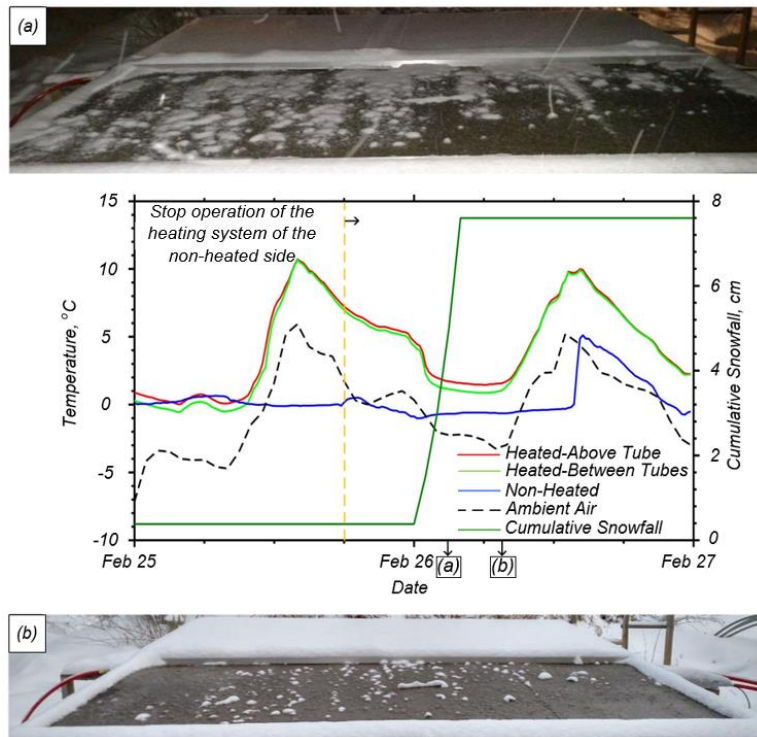 (a)
15
10
5
0
-5
-10
Temperature, °C
Stop operation of the
heating system of the
non-heated side
8
6
4
2
0
Cumulative Snowfall, cm
Heated-Above Tube
Heated-Between Tubes
Non-Heated
Ambient Air
Cumulative Snowfall
Feb 25
Feb 26
(a)
(b)
Feb 27
Date
(b)